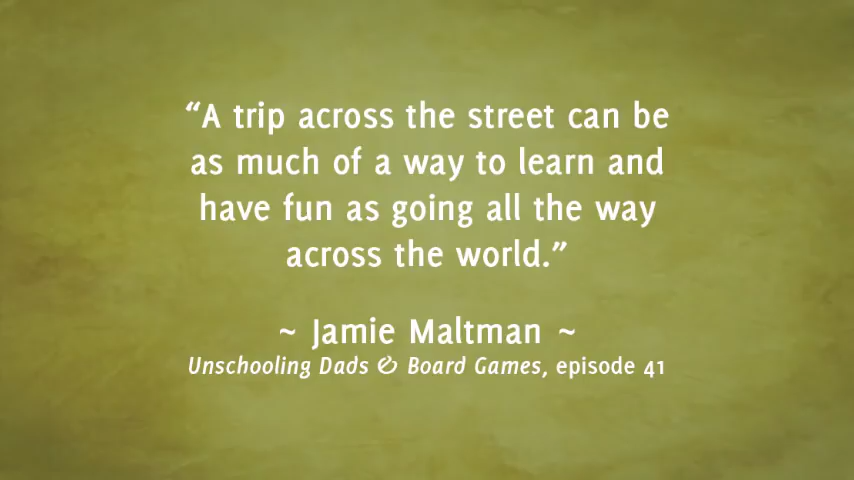 “A trip across the street can be
as much of a way to learn and
have fun as going all the way
across the world.”
~ Jamie Maltman ~
Unschooling Dads & Board Games, episode 41